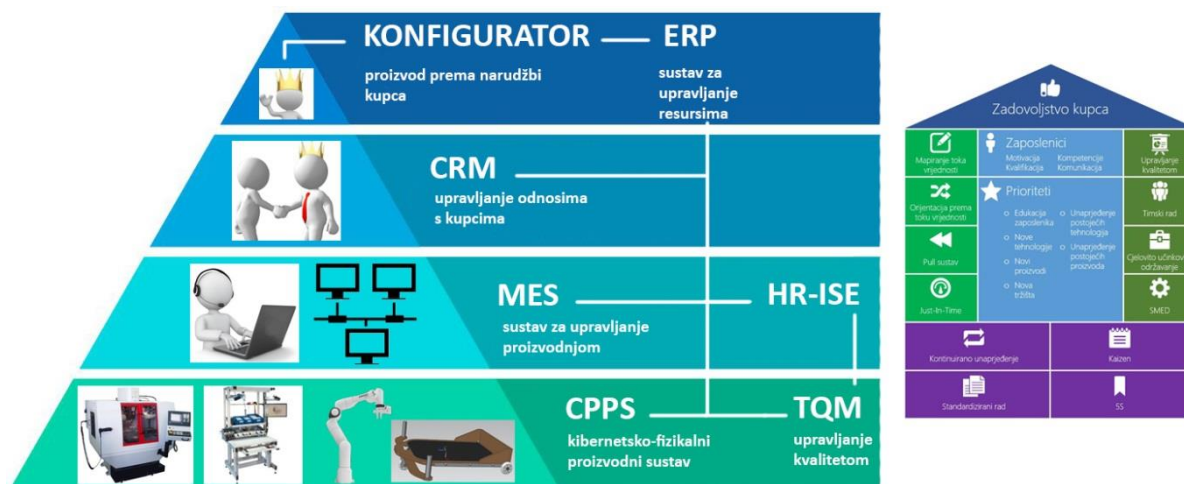 KONFIGURATOR
ERP
proizvod prema narudžbi
kupca
sustav za
upravljanje
resursima
CRM
upravljanje odnosima
s kupcima
MES
HR-ISE
sustav za upravljanje
proizvodnjom
CPPS
TQM
kibernetsko-fizikalni
proizvodni sustav
upravljanje
kvalitetom
Zadovoljstvo kupca
Mapiranje toka
vrijednosti
Zaposlenici
Motivacija
Kompetencije
Kvalifikacija
Komunikacija
Upravljanje
kvalitetom
Orijentacija prema
toku vrijednosti
Prioriteti
o Edukacija
zaposlenika
o Nove
tehnologije
o Novi
proizvodi
o Nova
tržišta
o Unaprjeđenje
postojećih
tehnologija
o Unaprjeđenje
postojećih
proizvoda
Timski rad
Pull sustav
Cjelovito učinkov
održavanje
Just-In-Time
SMED
Kontinuirano unaprjeđenje
Kaizen
Standardizirani rad
5S